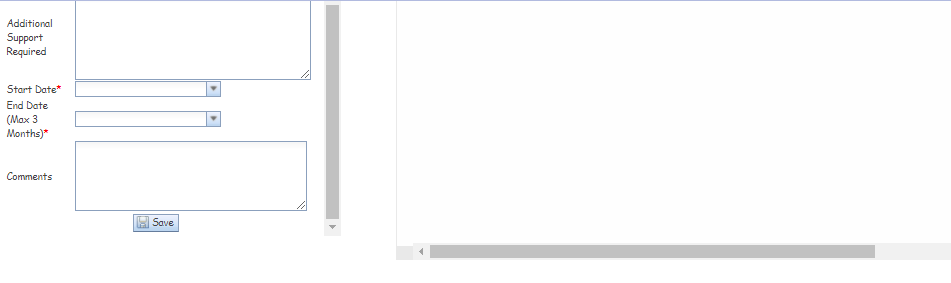 Additional
Support
Required
Start Date*
End Date
(Max 3
Months)*
Comments
Save